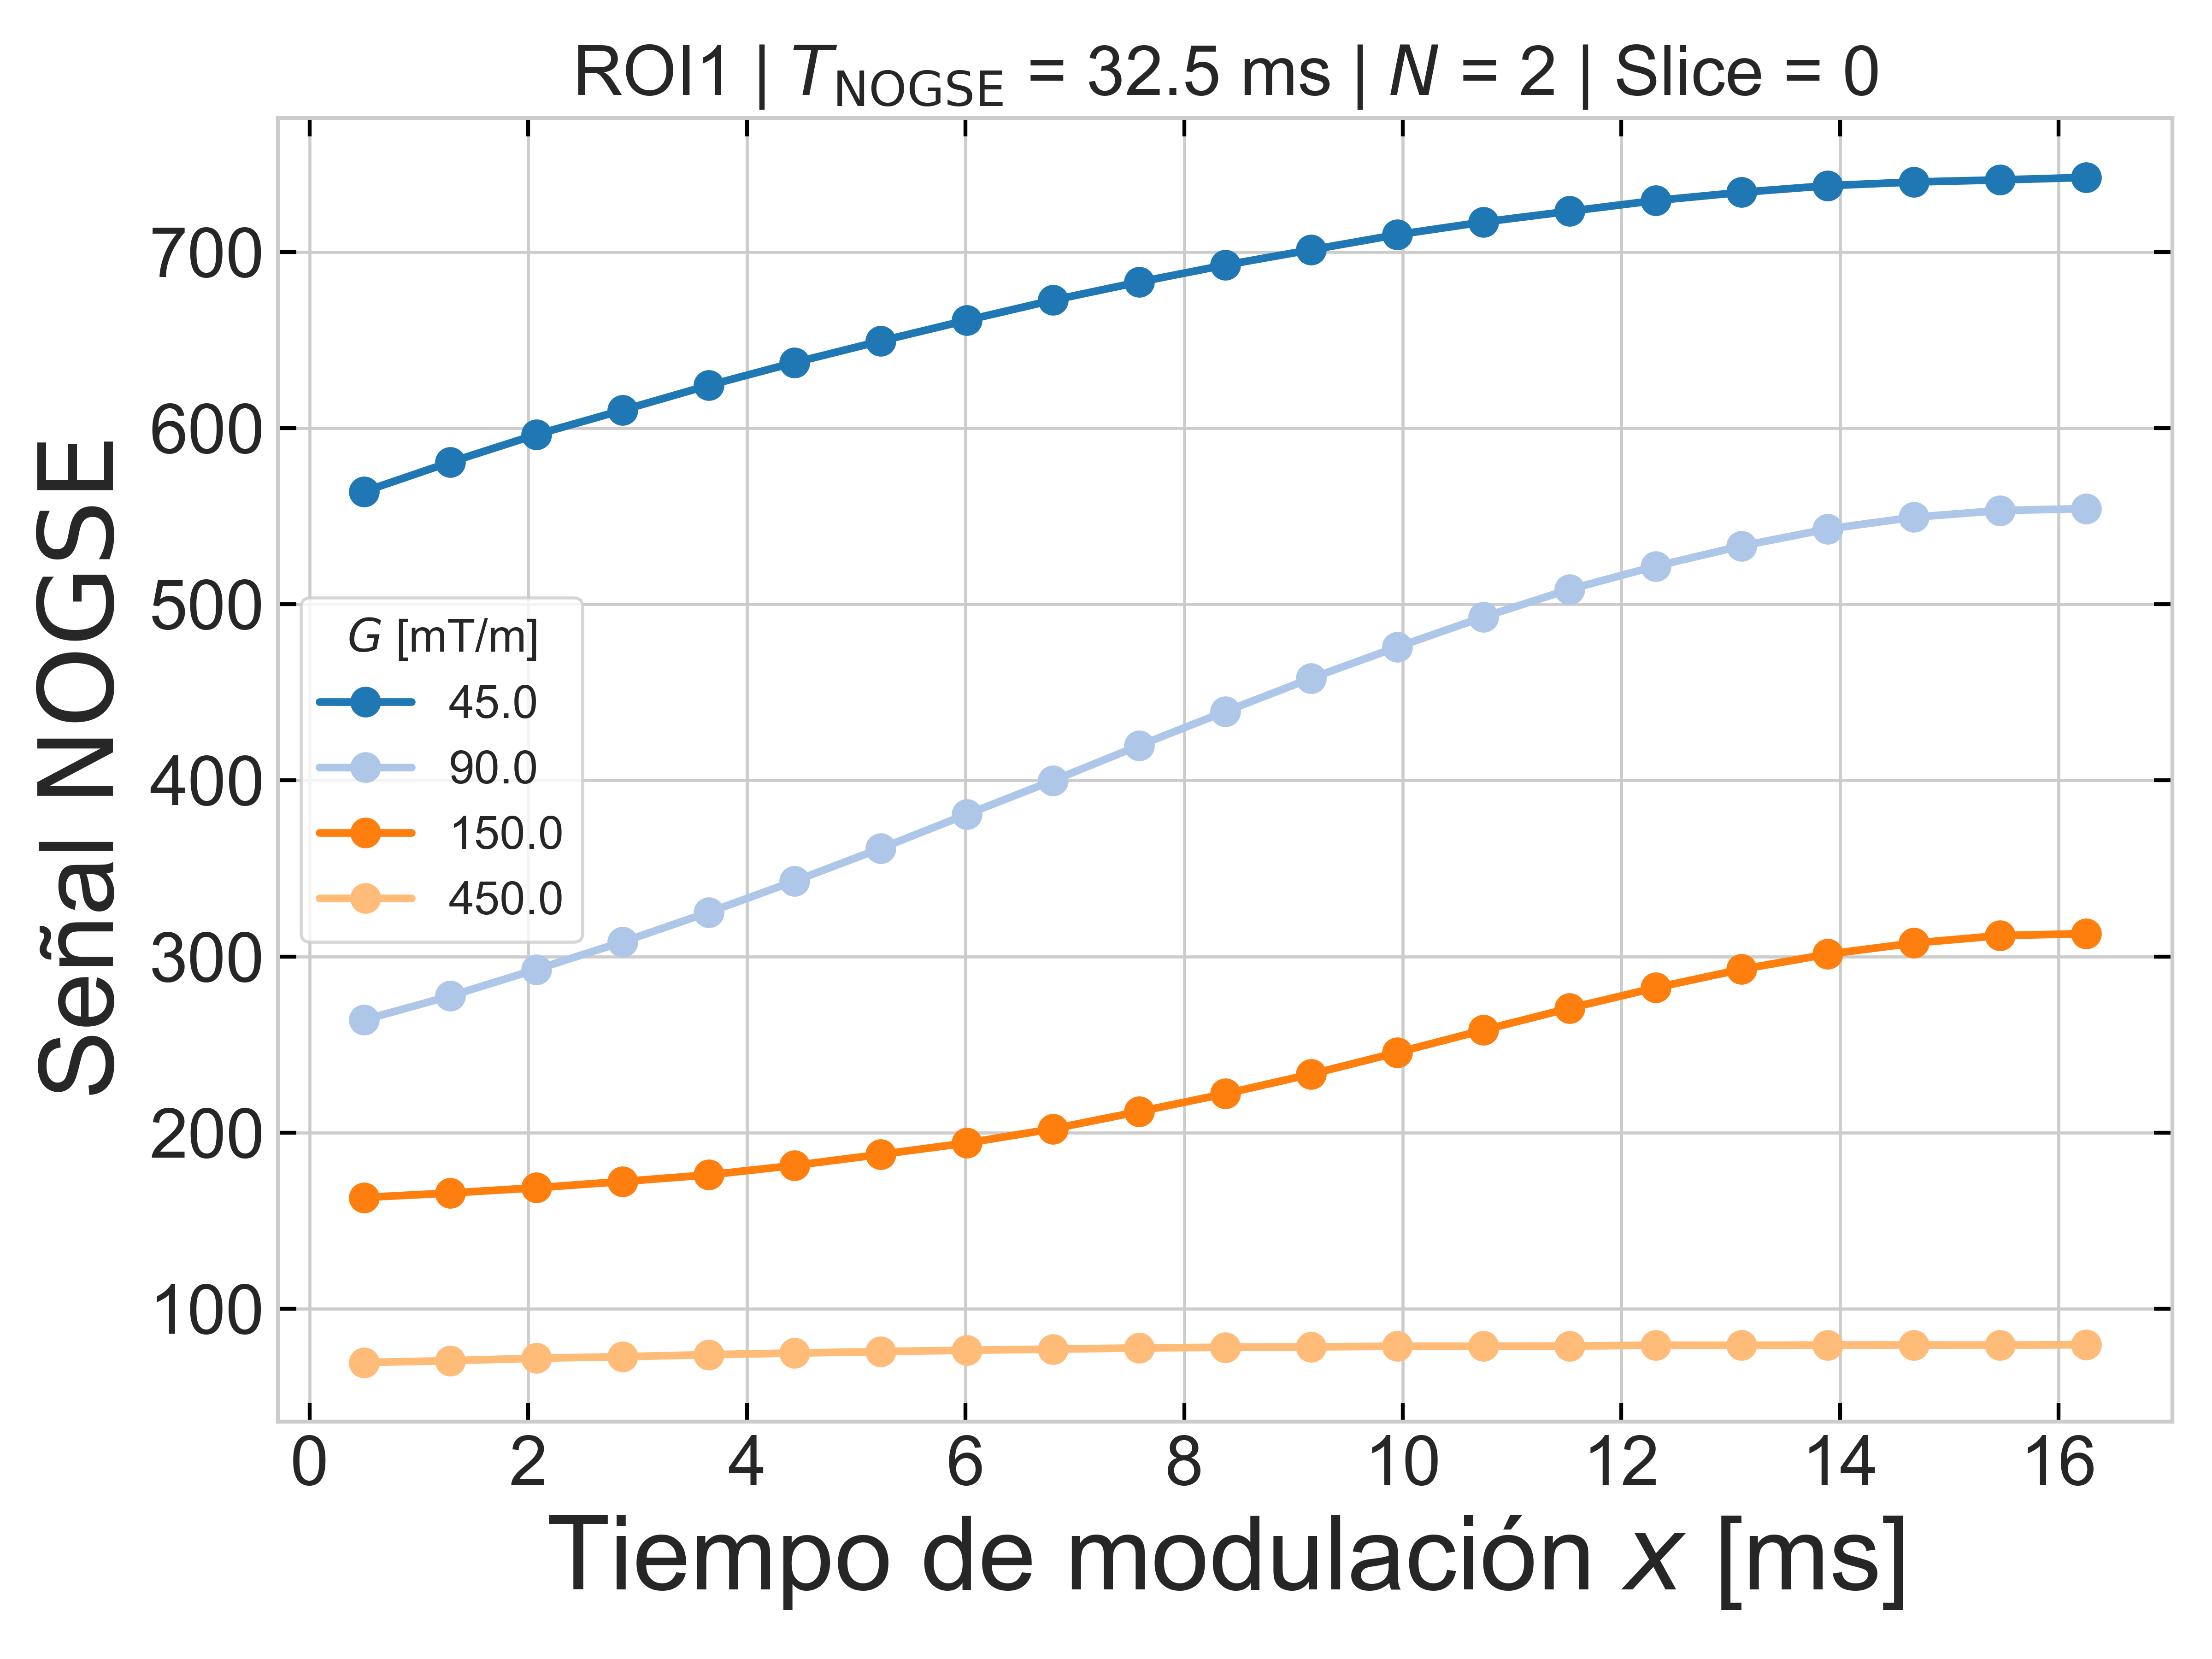 ROI1 | T_NOGSE = 32.5 ms | N = 2 | Slice = 0
Señal NOGSE
700
600
500
400
300
200
100
G [mT/m]
45.0
90.0
150.0
450.0
0 2 4 6 8 10 12 14 16
Tiempo de modulación x [ms]